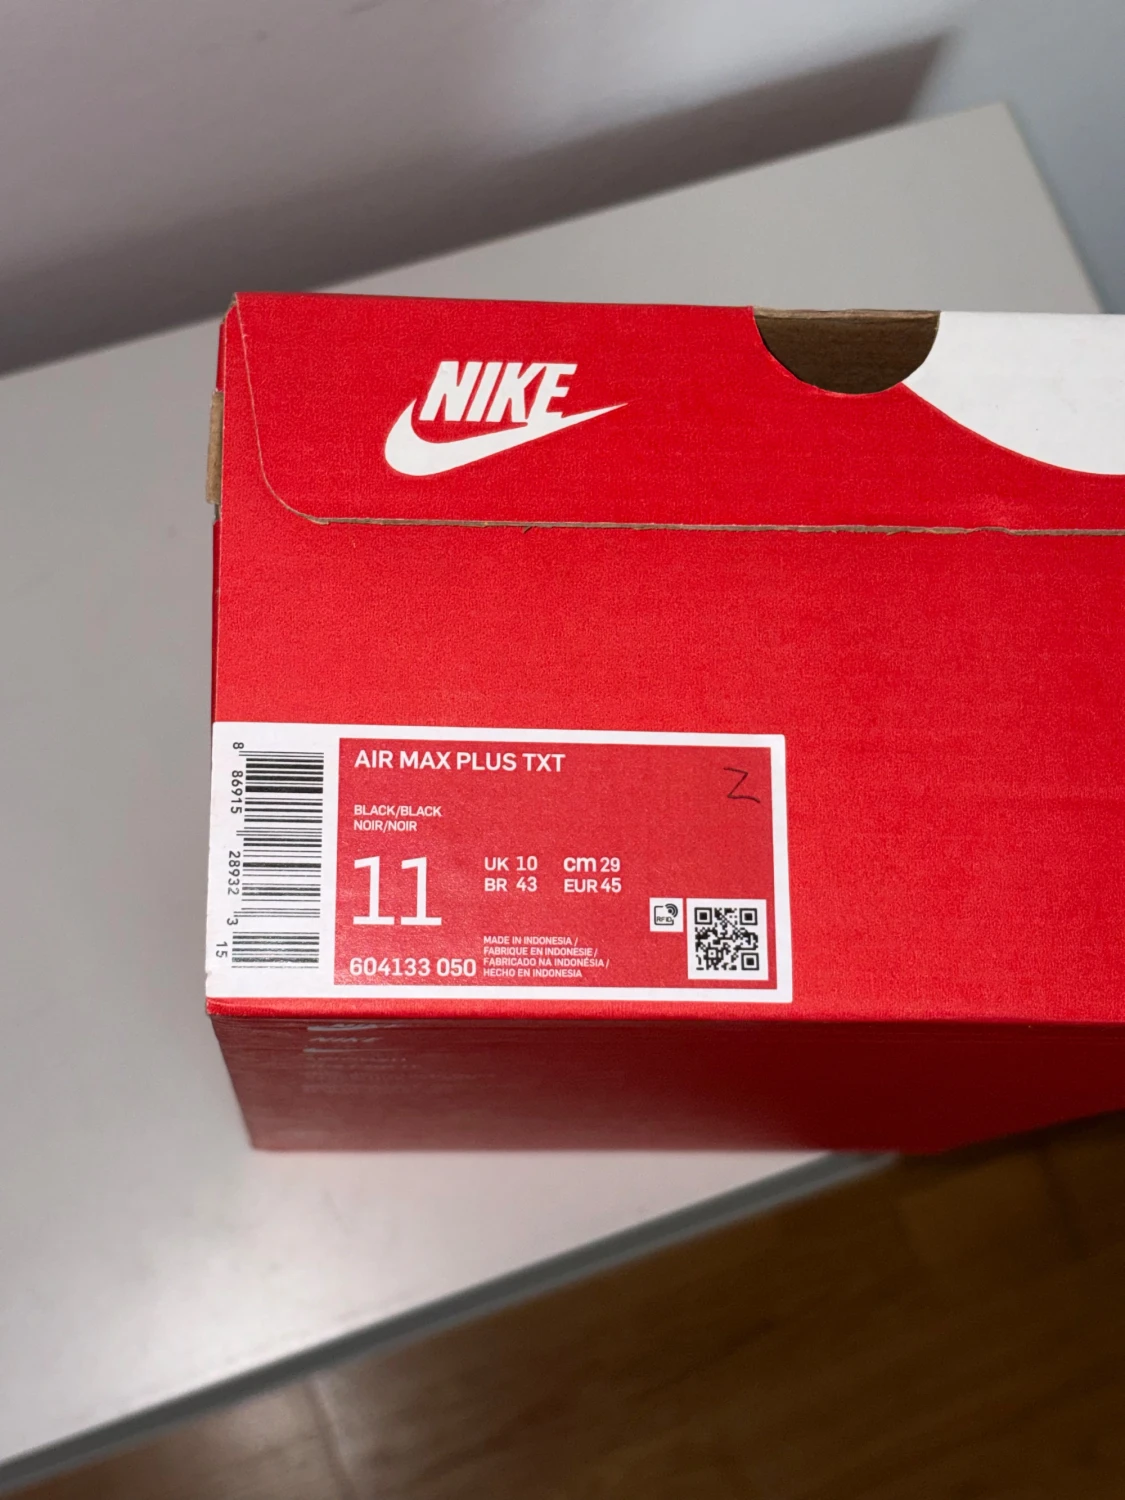 NIKE
AIR MAX PLUS TXT
Z
BLACK/BLACK
NOIR/NOIR
11
UK 10 cm 29
BR 43 EUR 45
RFID
604133 050
MADE IN INDONESIA /
FABRIQUE EN INDONESIE /
FABRICADO NA INDONÉSIA /
HECHO EN INDONESIA
8 86915 28932 3 15
NIKE